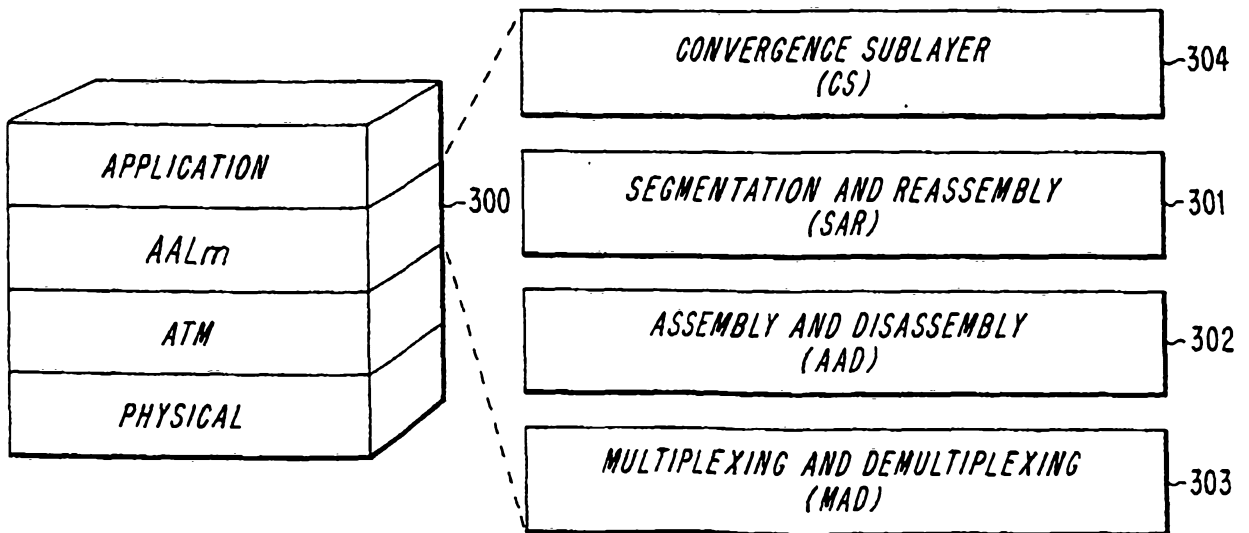 APPLICATION
AALm
ATM
PHYSICAL
300
CONVERGENCE SUBLAYER
(CS)
304
SEGMENTATION AND REASSEMBLY
(SAR)
301
ASSEMBLY AND DISASSEMBLY
(AAD)
302
MULTIPLEXING AND DEMULTIPLEXING
(MAD)
303